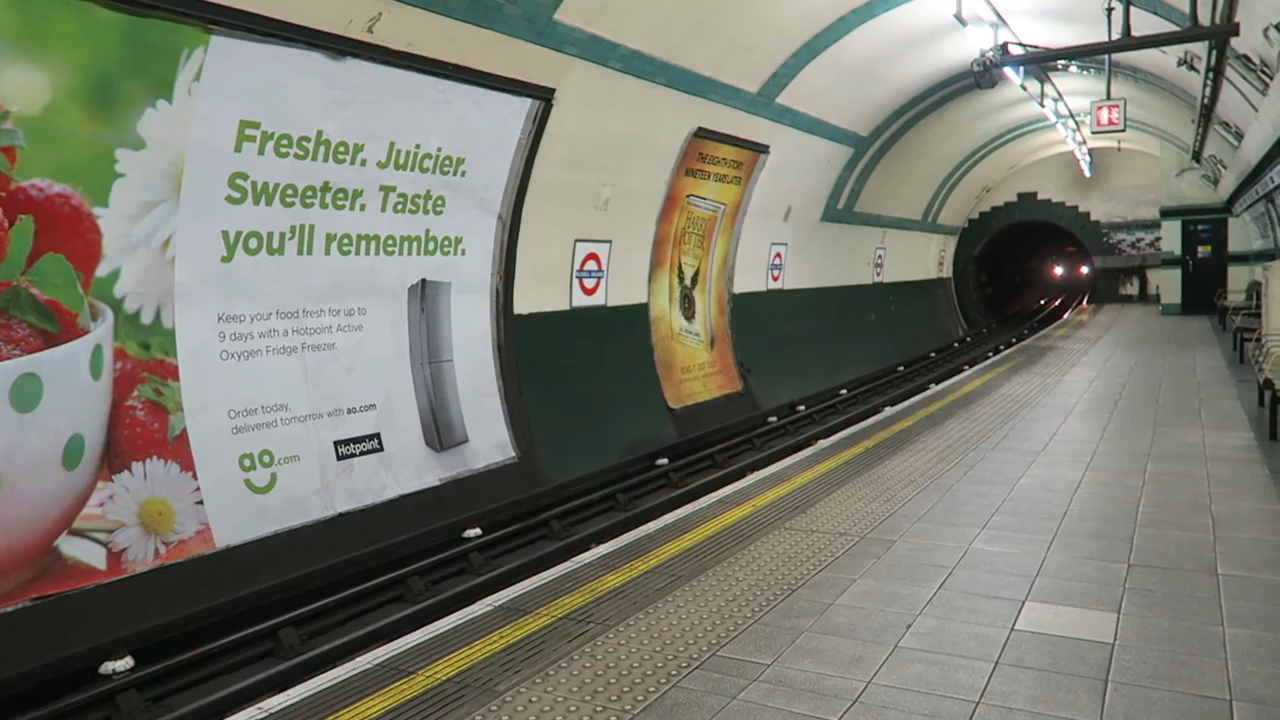 Fresher. Juicier.
Sweeter. Taste
you'll remember.
Keep your food fresh for up to
9 days with a Hotpoint Active
Oxygen Fridge Freezer.
Order today,
delivered tomorrow with ao.com
ao.com
Hotpoint
THE EIGHTH STORY.
NINETEEN YEARS LATER.
HARRY
POTTER
RUSSELL SQUARE